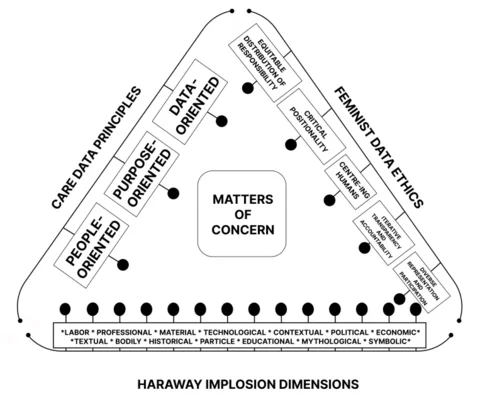 CARE DATA PRINCIPLES
DATA-
ORIENTED
PURPOSE-
ORIENTED
PEOPLE-
ORIENTED
FEMINIST DATA ETHICS
EQUITABLE
DISTRIBUTION OF
RESPONSIBILITY
CRITICAL
POSITIONALITY
CENTRE-ING
HUMANS
ITERATIVE
TRANSPARENCY
AND
ACCOUNTABILITY
DIVERSE
REPRESENTATION
AND
PARTICIPATION
MATTERS
OF
CONCERN
*LABOR * PROFESSIONAL * MATERIAL * TECHNOLOGICAL * CONTEXTUAL * POLITICAL * ECONOMIC*
*TEXTUAL * BODILY * HISTORICAL * PARTICLE * EDUCATIONAL * MYTHOLOGICAL * SYMBOLIC*
HARAWAY IMPLOSION DIMENSIONS